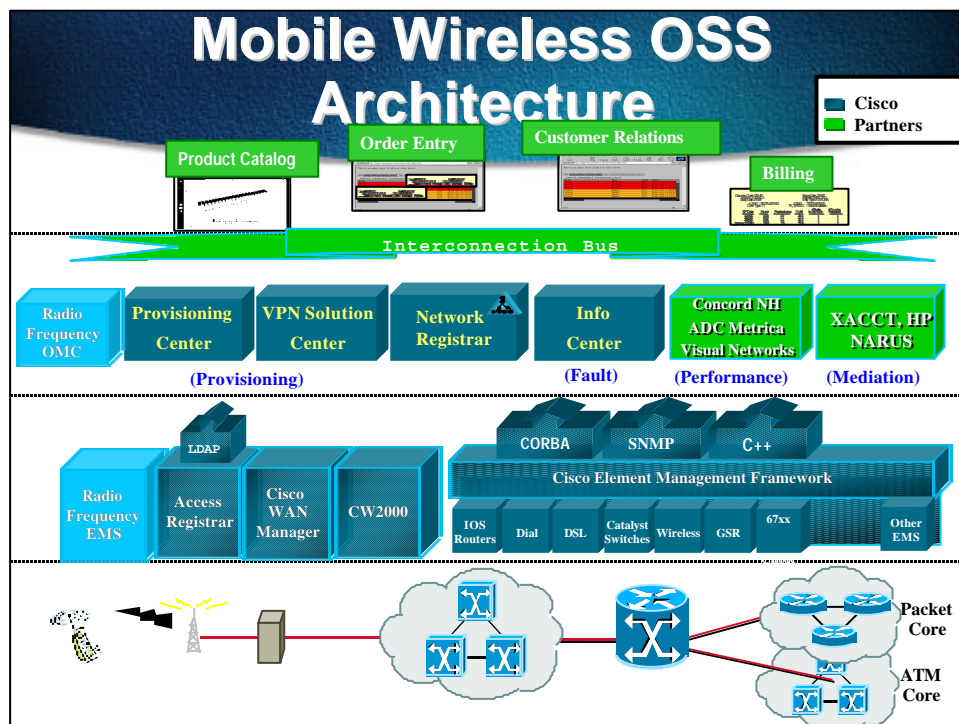 Mobile Wireless OSS
Architecture
Cisco
Partners
Product Catalog
Order Entry
Customer Relations
Billing
Interconnection Bus
Radio
Frequency
OMC
Provisioning
Center
VPN Solution
Center
Network
Registrar
Info
Center
Concord NH
ADC Metrica
Visual Networks
XACCT, HP
NARUS
(Provisioning)
(Fault)
(Performance)
(Mediation)
LDAP
CORBA
SNMP
C++
Cisco Element Management Framework
Radio
Frequency
EMS
Access
Registrar
Cisco
WAN
Manager
CW2000
IOS
Routers
Dial
DSL
Catalyst
Switches
Wireless
GSR
67xx
Other
EMS
Packet
Core
ATM
Core